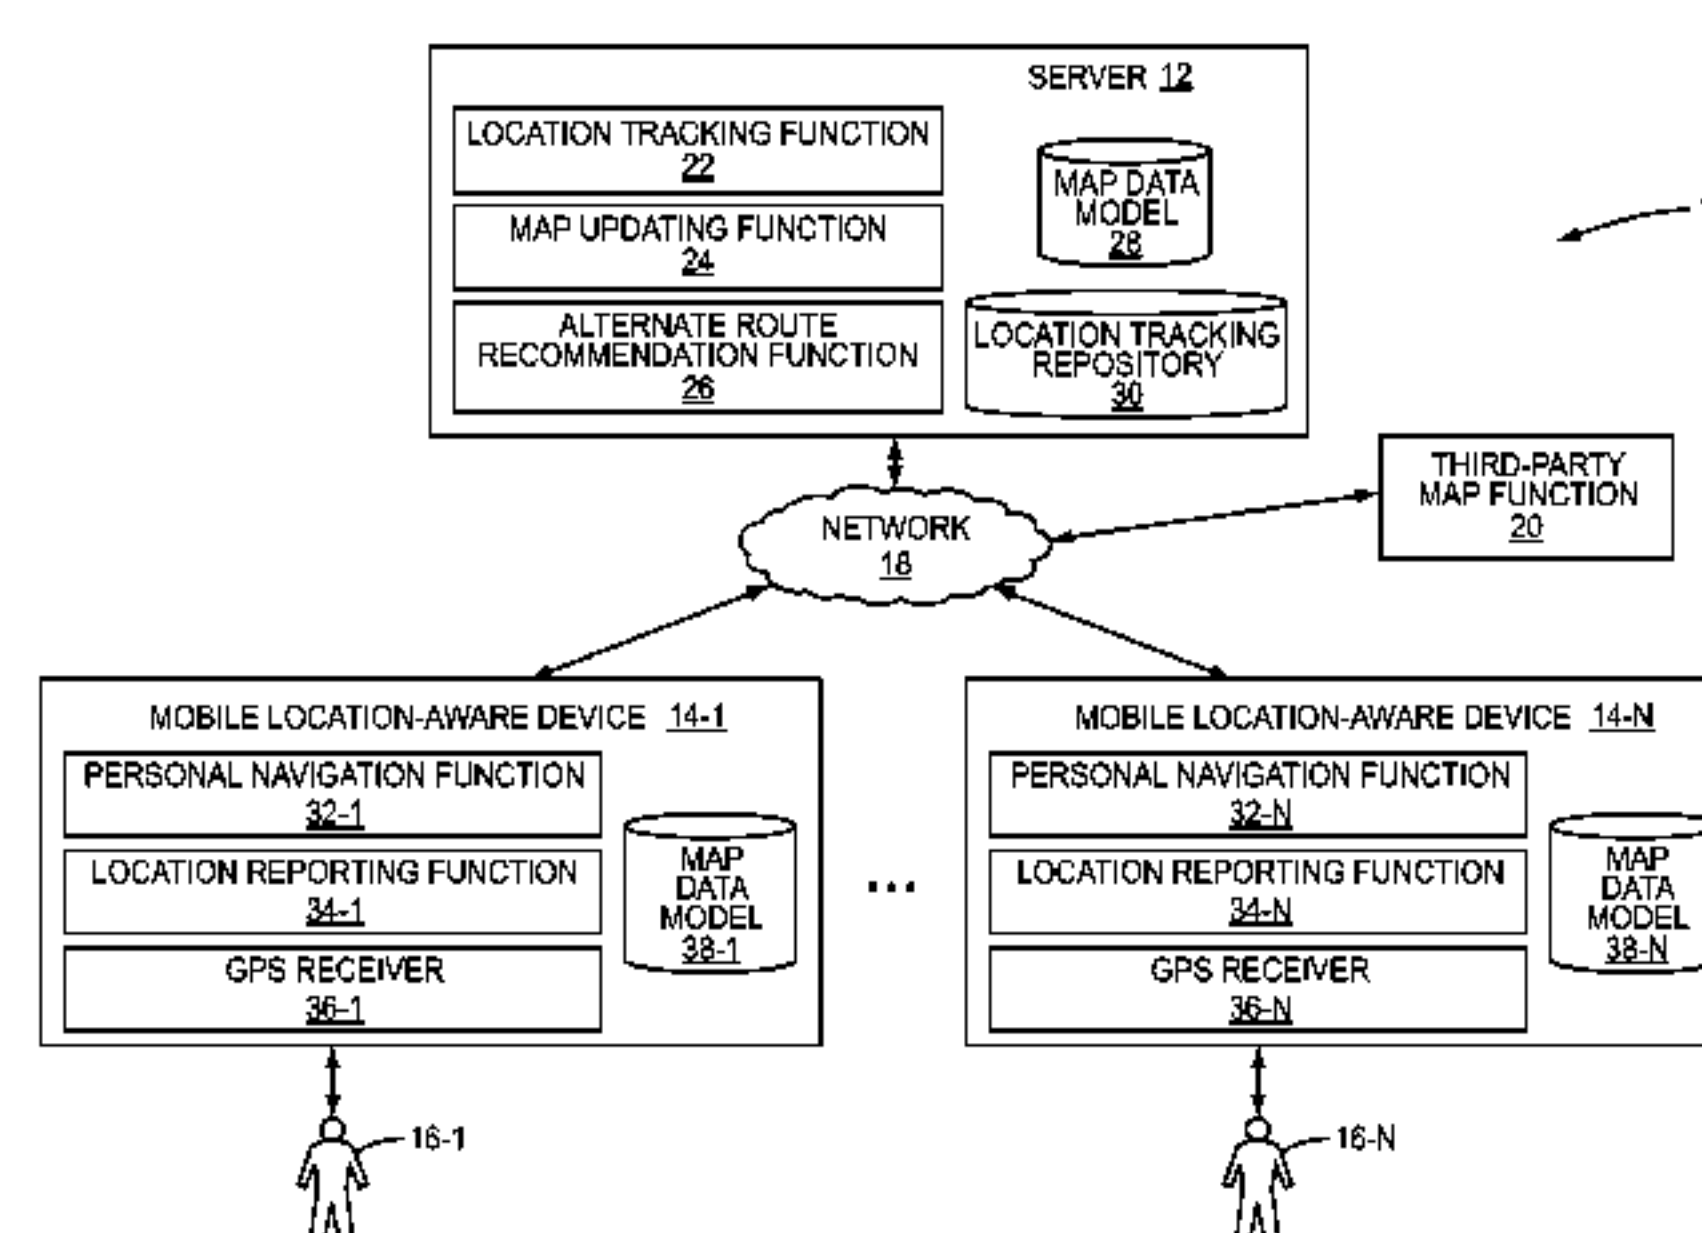 SERVER 12
LOCATION TRACKING FUNCTION
22
MAP UPDATING FUNCTION
24
ALTERNATE ROUTE
RECOMMENDATION FUNCTION
26
MAP DATA
MODEL
28
LOCATION TRACKING
REPOSITORY
30
THIRD-PARTY
MAP FUNCTION
20
NETWORK
18
MOBILE LOCATION-AWARE DEVICE 14-1
PERSONAL NAVIGATION FUNCTION
32-1
LOCATION REPORTING FUNCTION
34-1
GPS RECEIVER
36-1
MAP
DATA
MODEL
38-1
...
MOBILE LOCATION-AWARE DEVICE 14-N
PERSONAL NAVIGATION FUNCTION
32-N
LOCATION REPORTING FUNCTION
34-N
GPS RECEIVER
36-N
MAP
DATA
MODEL
38-N
16-1
16-N